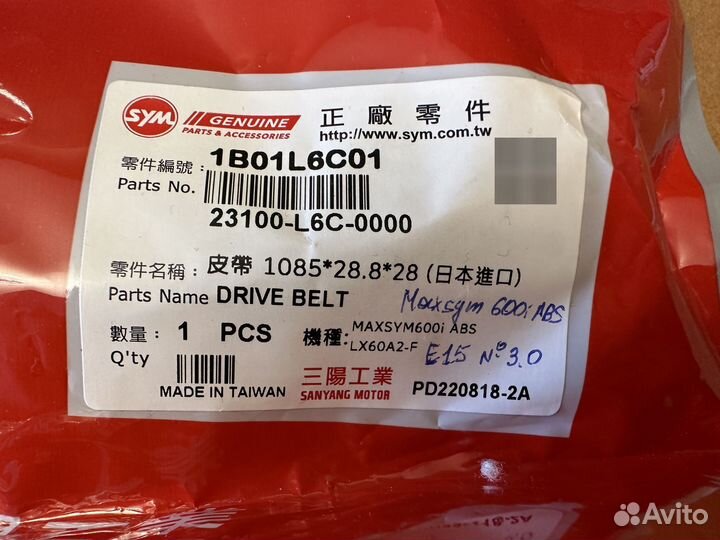 SYM GENUINE PARTS & ACCESSORIES
正廠零件
http://www.sym.com.tw
零件編號: 1B01L6C01
Parts No.
23100-L6C-0000
零件名稱: 皮帶 1085*28.8*28 (日本進口)
Parts Name DRIVE BELT
Maxsym 600i ABS
數量: 1 PCS 機種: MAXSYM600i ABS
Q'ty LX60A2-F
E15 № 3.0
MADE IN TAIWAN 三陽工業 SANYANG MOTOR PD220818-2A
Avito